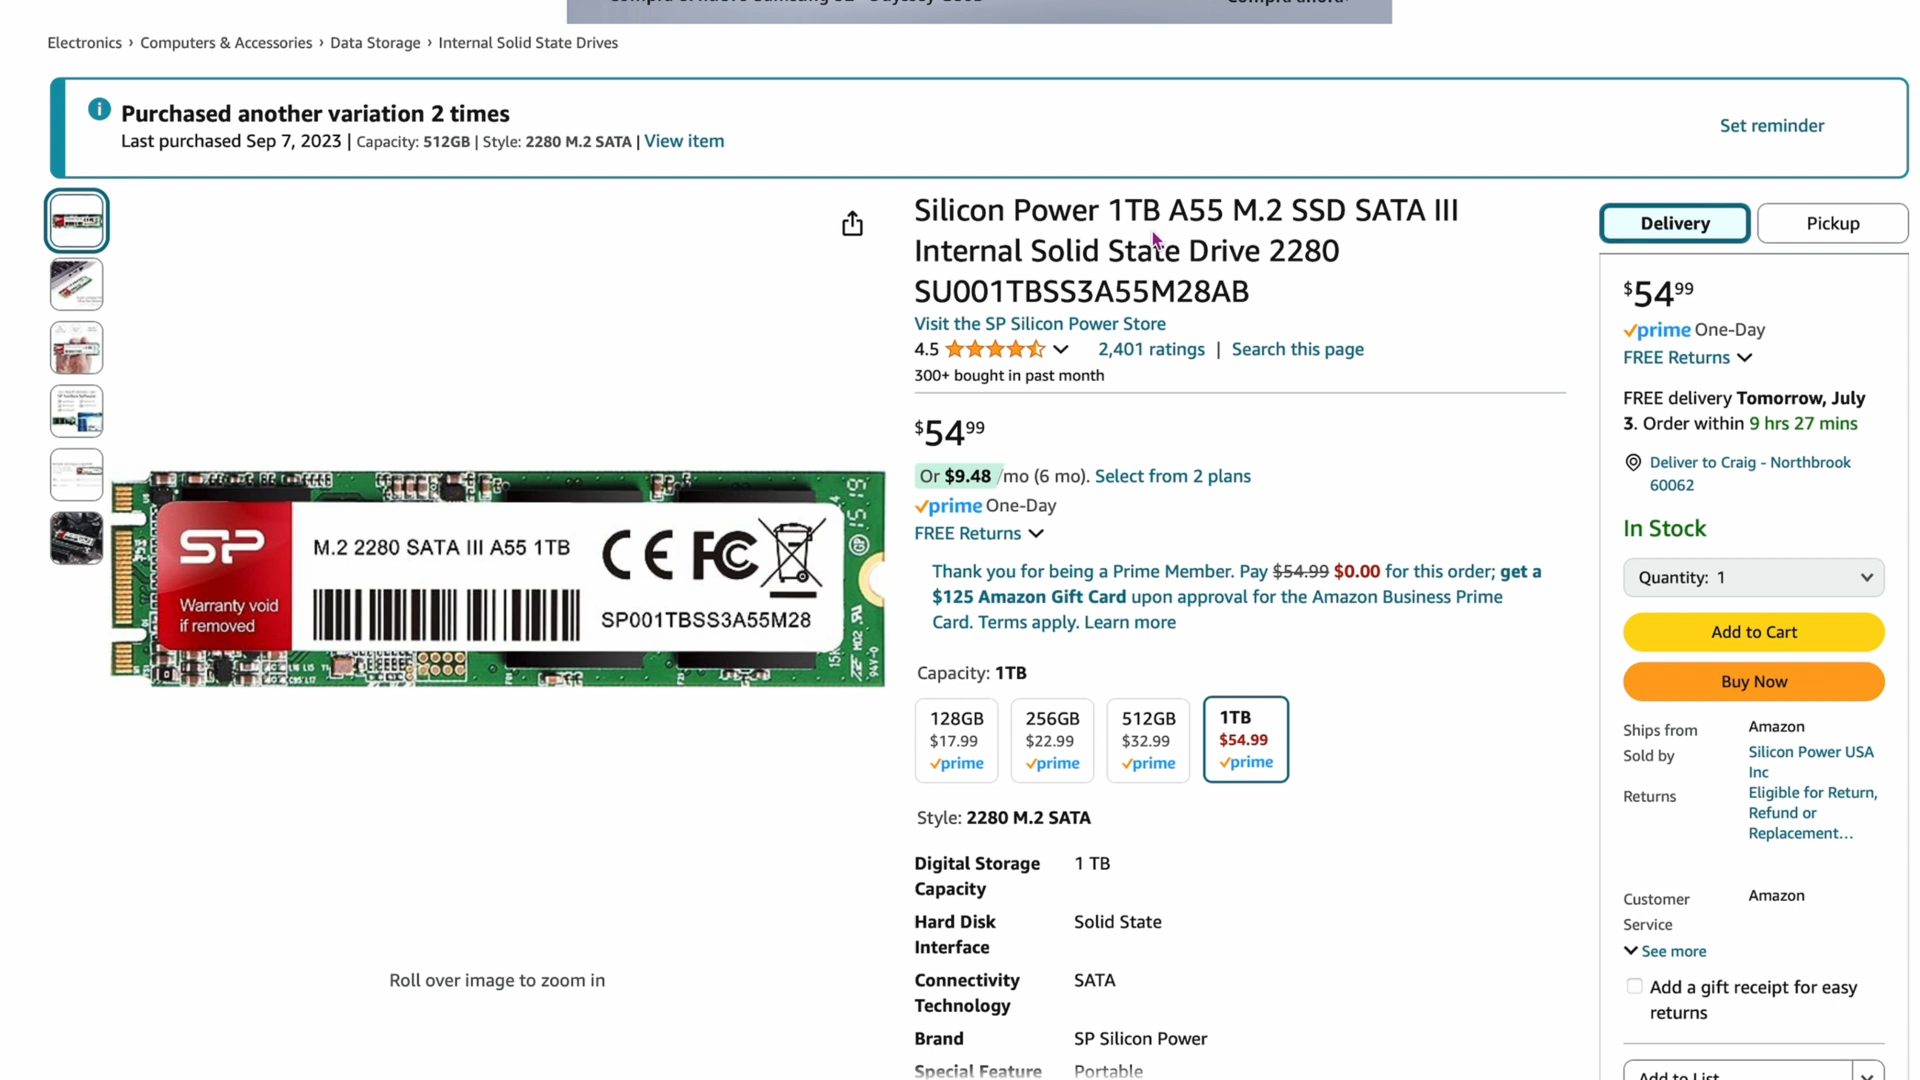 Electronics › Computers & Accessories › Data Storage › Internal Solid State Drives
Purchased another variation 2 times
Last purchased Sep 7, 2023 | Capacity: 512GB | Style: 2280 M.2 SATA | View item
Set reminder
Silicon Power 1TB A55 M.2 SSD SATA III
Internal Solid State Drive 2280
SU001TBSS3A55M28AB
Visit the SP Silicon Power Store
4.5
2,401 ratings | Search this page
300+ bought in past month
$54 99
Or $9.48 /mo (6 mo). Select from 2 plans
prime One-Day
FREE Returns
Thank you for being a Prime Member. Pay $54.99 $0.00 for this order; get a
$125 Amazon Gift Card upon approval for the Amazon Business Prime
Card. Terms apply. Learn more
Capacity: 1TB
128GB
$17.99
prime
256GB
$22.99
prime
512GB
$32.99
prime
1TB
$54.99
prime
Style: 2280 M.2 SATA
Digital Storage
Capacity
1 TB
Hard Disk
Interface
Solid State
Connectivity
Technology
SATA
Brand
SP Silicon Power
Special Feature
Portable
SP
Warranty void
if removed
M.2 2280 SATA III A55 1TB
CE FC
SP001TBSS3A55M28
15 19
94V-0
Roll over image to zoom in
Delivery
Pickup
$54 99
prime One-Day
FREE Returns
FREE delivery Tomorrow, July
3. Order within 9 hrs 27 mins
Deliver to Craig - Northbrook
60062
In Stock
Quantity: 1
Add to Cart
Buy Now
Ships from
Amazon
Sold by
Silicon Power USA
Inc
Returns
Eligible for Return,
Refund or
Replacement...
Customer
Service
Amazon
See more
Add a gift receipt for easy
returns
Add to List